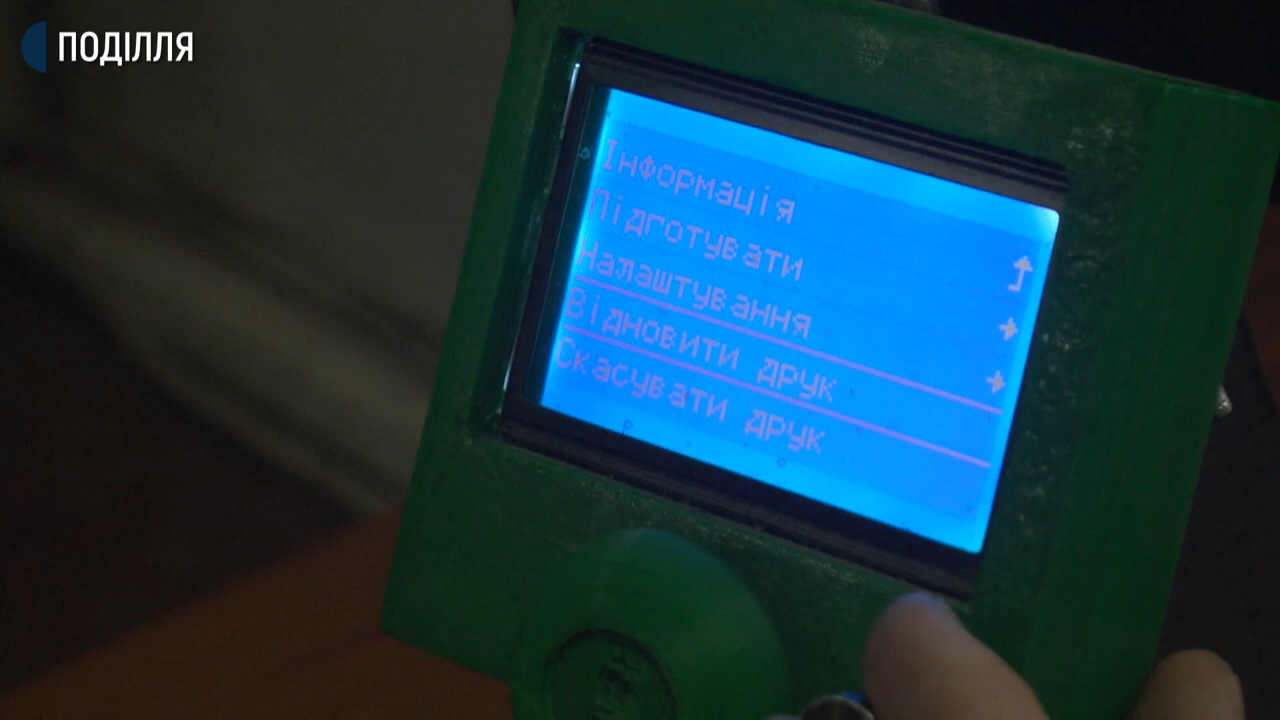 ПОДІЛЛЯ
Інформація
Підготувати
Налаштування
Відновити друк
Скасувати друк